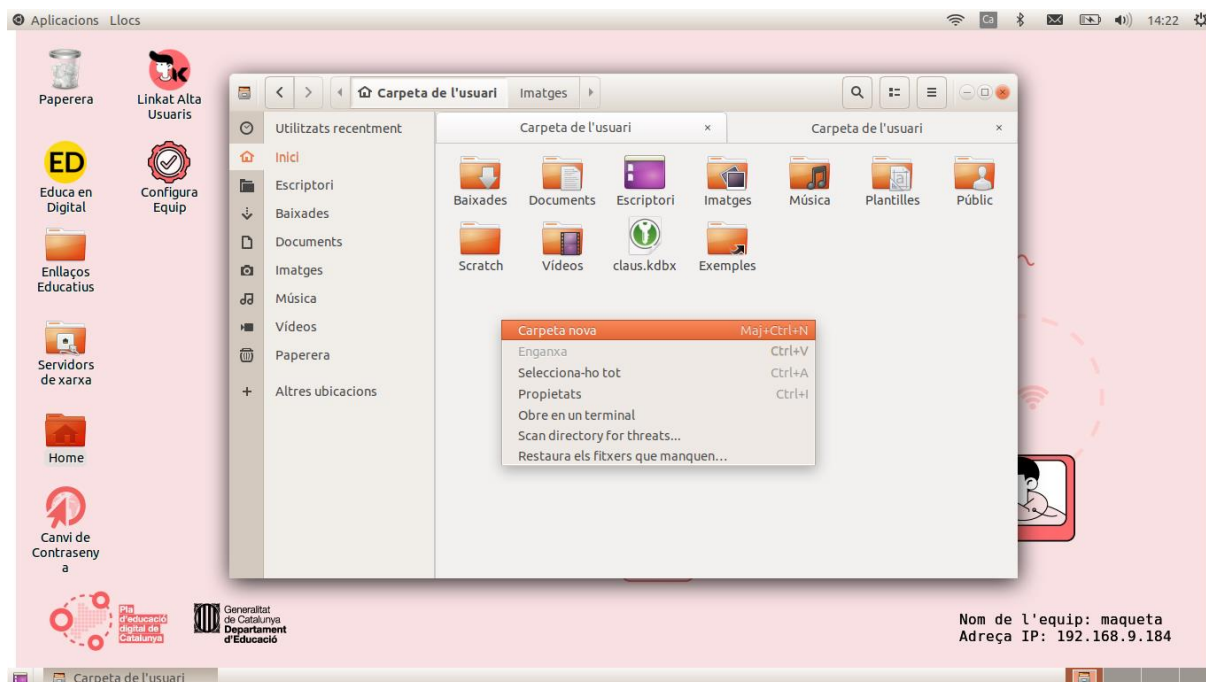 Aplicacions Llocs
Ca
14:22
Paperera
Linkat Alta
Usuaris
ED
Educa en
Digital
Configura
Equip
Enllaços
Educatius
Servidors
de xarxa
Home
Canvi de
Contraseny
a
Carpeta de l'usuari Imatges
Utilitzats recentment
Inici
Escriptori
Baixades
Documents
Imatges
Música
Vídeos
Paperera
+ Altres ubicacions
Carpeta de l'usuari ×
Carpeta de l'usuari ×
Baixades Documents Escriptori Imatges Música Plantilles Públic
Scratch Vídeos claus.kdbx Exemples
Carpeta nova Maj+Ctrl+N
Enganxa Ctrl+V
Selecciona-ho tot Ctrl+A
Propietats Ctrl+I
Obre en un terminal
Scan directory for threats...
Restaura els fitxers que manquen...
Pla
d'educació
digital de
Catalunya
Generalitat
de Catalunya
Departament
d'Educació
Nom de l'equip: maqueta
Adreça IP: 192.168.9.184
Carpeta de l'usuari